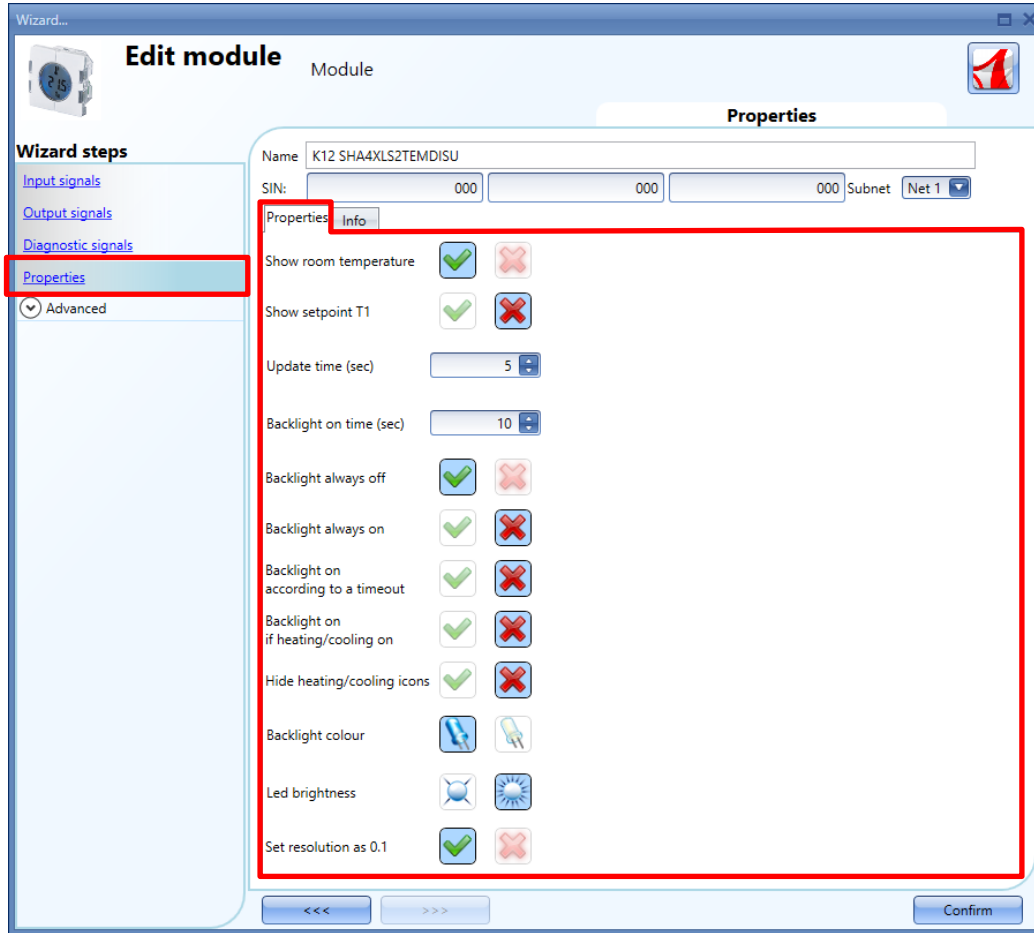 Wizard...
Edit module
Module
Properties
Wizard steps
Input signals
Output signals
Diagnostic signals
Properties
Advanced
Name K12 SHA4XLS2TEMDISU
SIN: 000 000 000 Subnet Net 1
Properties Info
Show room temperature
Show setpoint T1
Update time (sec) 5
Backlight on time (sec) 10
Backlight always off
Backlight always on
Backlight on
according to a timeout
Backlight on
if heating/cooling on
Hide heating/cooling icons
Backlight colour
Led brightness
Set resolution as 0.1
<<< >>> Confirm